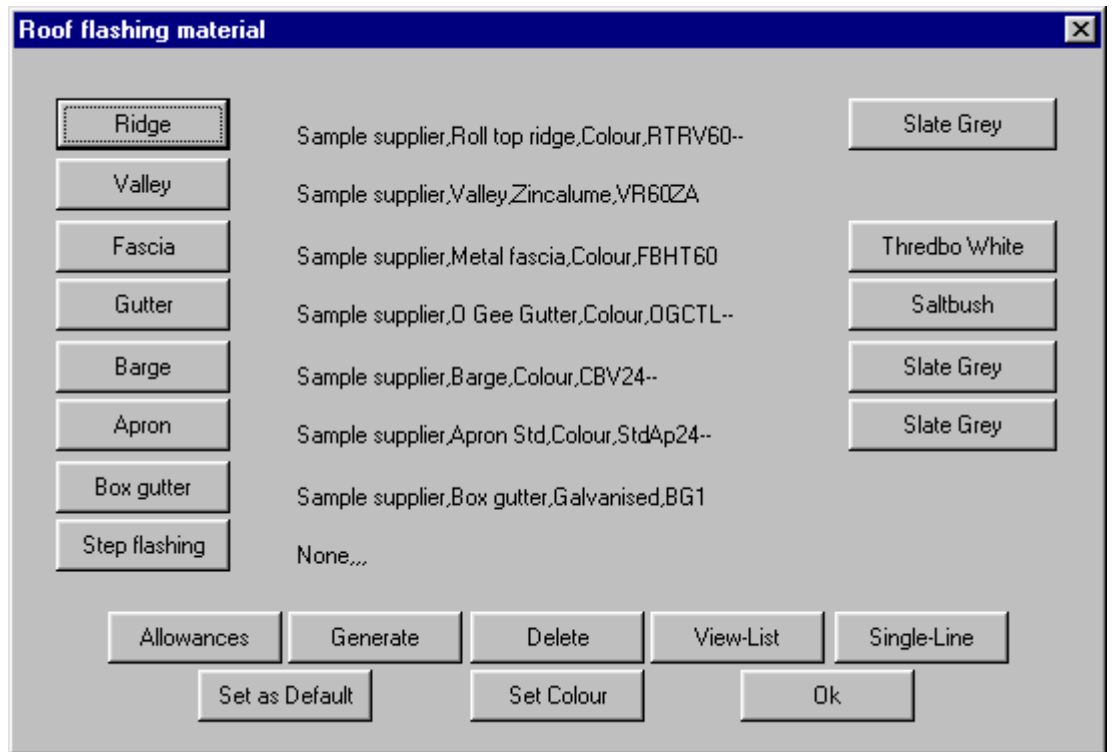 Roof flashing material
Ridge Sample supplier,Roll top ridge,Colour,RTRV60-- Slate Grey
Valley Sample supplier,Valley,Zincalume,VR60ZA
Fascia Sample supplier,Metal fascia,Colour,FBHT60 Thredbo White
Gutter Sample supplier,O Gee Gutter,Colour,OGCTL-- Saltbush
Barge Sample supplier,Barge,Colour,CBV24-- Slate Grey
Apron Sample supplier,Apron Std,Colour,StdAp24-- Slate Grey
Box gutter Sample supplier,Box gutter,Galvanised,BG1
Step flashing None,,,
Allowances Generate Delete View-List Single-Line
Set as Default Set Colour Ok